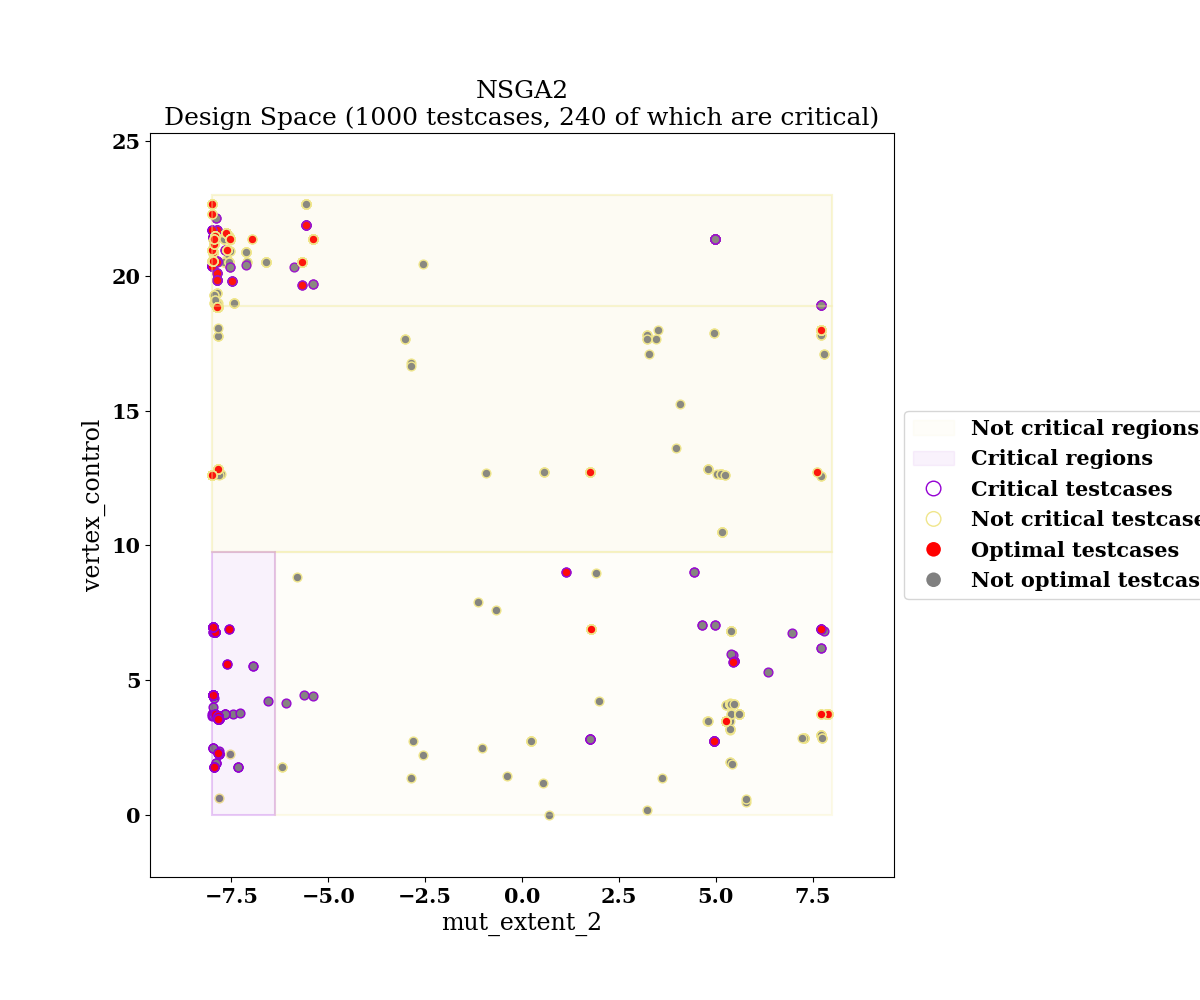 NSGA2
Design Space (1000 testcases, 240 of which are critical)
25
20
15
10
5
0
vertex_control
−7.5
−5.0
−2.5
0.0
2.5
5.0
7.5
mut_extent_2
Not critical regions
Critical regions
Critical testcases
Not critical testcase
Optimal testcases
Not optimal testcas